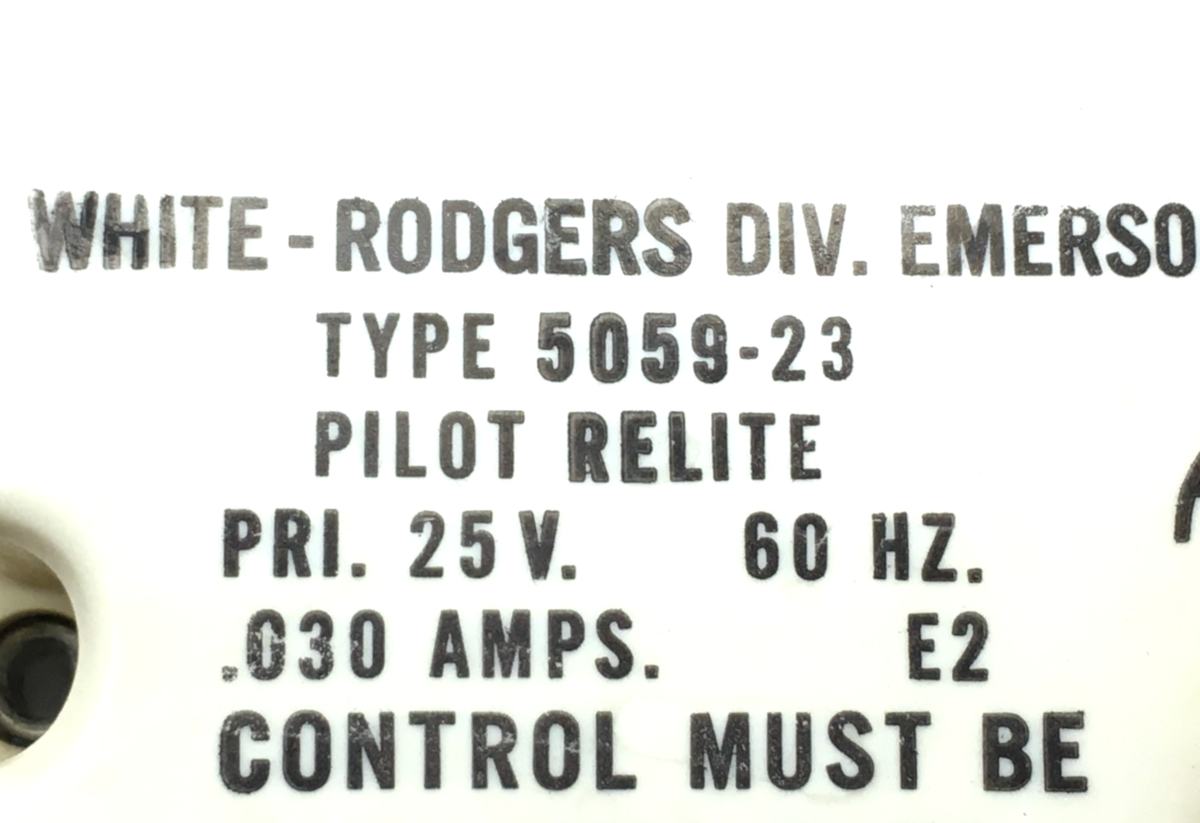 WHITE-RODGERS DIV. EMERSO
TYPE 5059-23
PILOT RELITE
PRI. 25 V. 60 HZ.
.030 AMPS. E2
CONTROL MUST BE